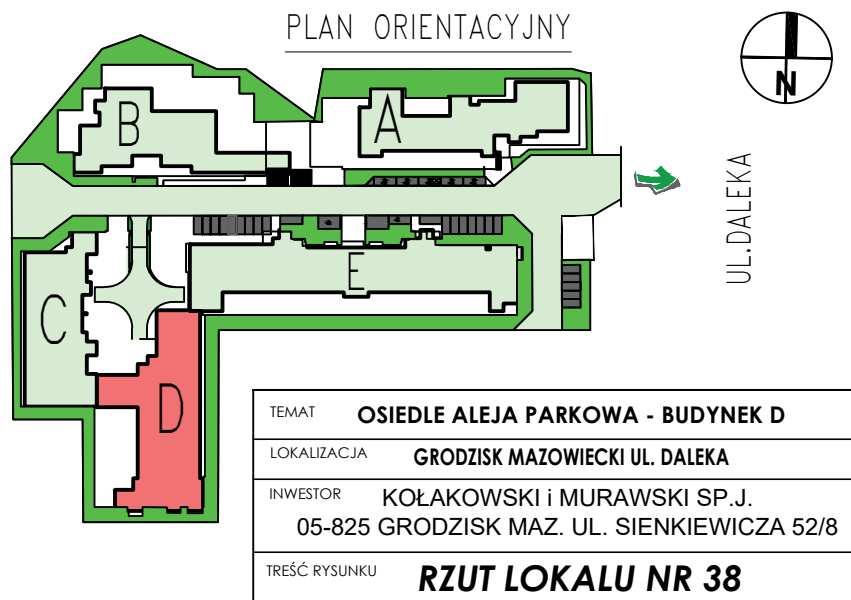 PLAN ORIENTACYJNY
N
B
A
UL.DALEKA
E
C
D
TEMAT OSIEDLE ALEJA PARKOWA - BUDYNEK D
LOKALIZACJA GRODZISK MAZOWIECKI UL. DALEKA
INWESTOR KOŁAKOWSKI i MURAWSKI SP.J.
05-825 GRODZISK MAZ. UL. SIENKIEWICZA 52/8
TREŚĆ RYSUNKU RZUT LOKALU NR 38